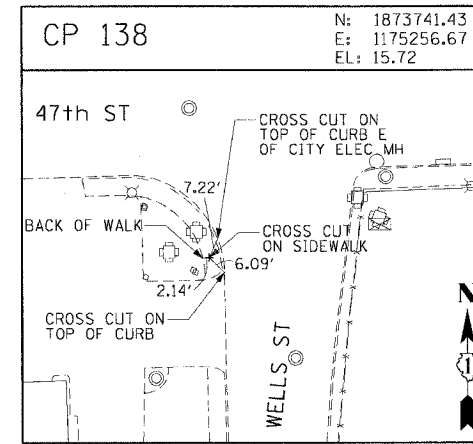 CP 138
N: 1873741.43
E: 1175256.67
EL: 15.72
47th ST
CROSS CUT ON
TOP OF CURB E
OF CITY ELEC MH
7.22'
BACK OF WALK
CROSS CUT
ON SIDEWALK
6.09'
2.14'
CROSS CUT ON
TOP OF CURB
WELLS ST
N
1